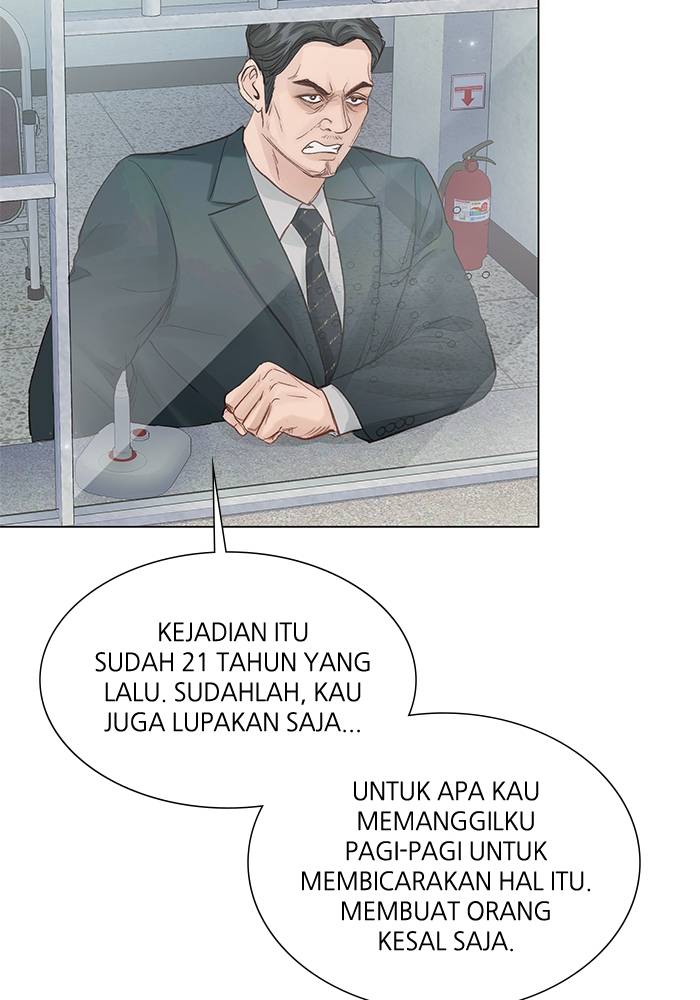 KEJADIAN ITU
SUDAH 21 TAHUN YANG
LALU. SUDAHLAH, KAU
JUGA LUPAKAN SAJA...
UNTUK APA KAU
MEMANGGILKU
PAGI-PAGI UNTUK
MEMBICARAKAN HAL ITU.
MEMBUAT ORANG
KESAL SAJA.